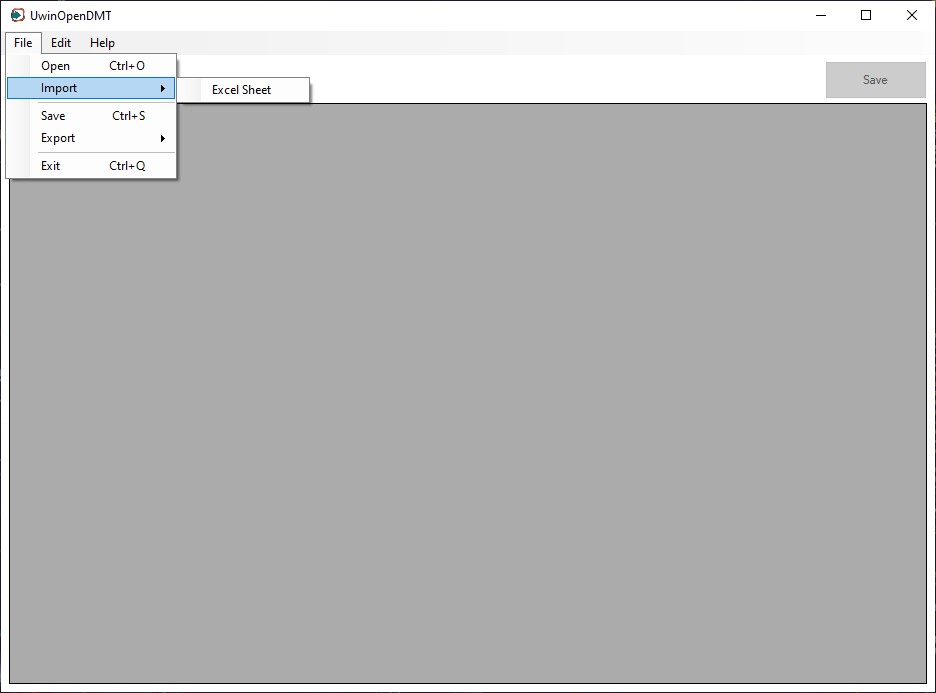 UwinOpenDMT
File Edit Help
Open Ctrl+O
Import
Excel Sheet
Save
Save Ctrl+S
Export
Exit Ctrl+Q